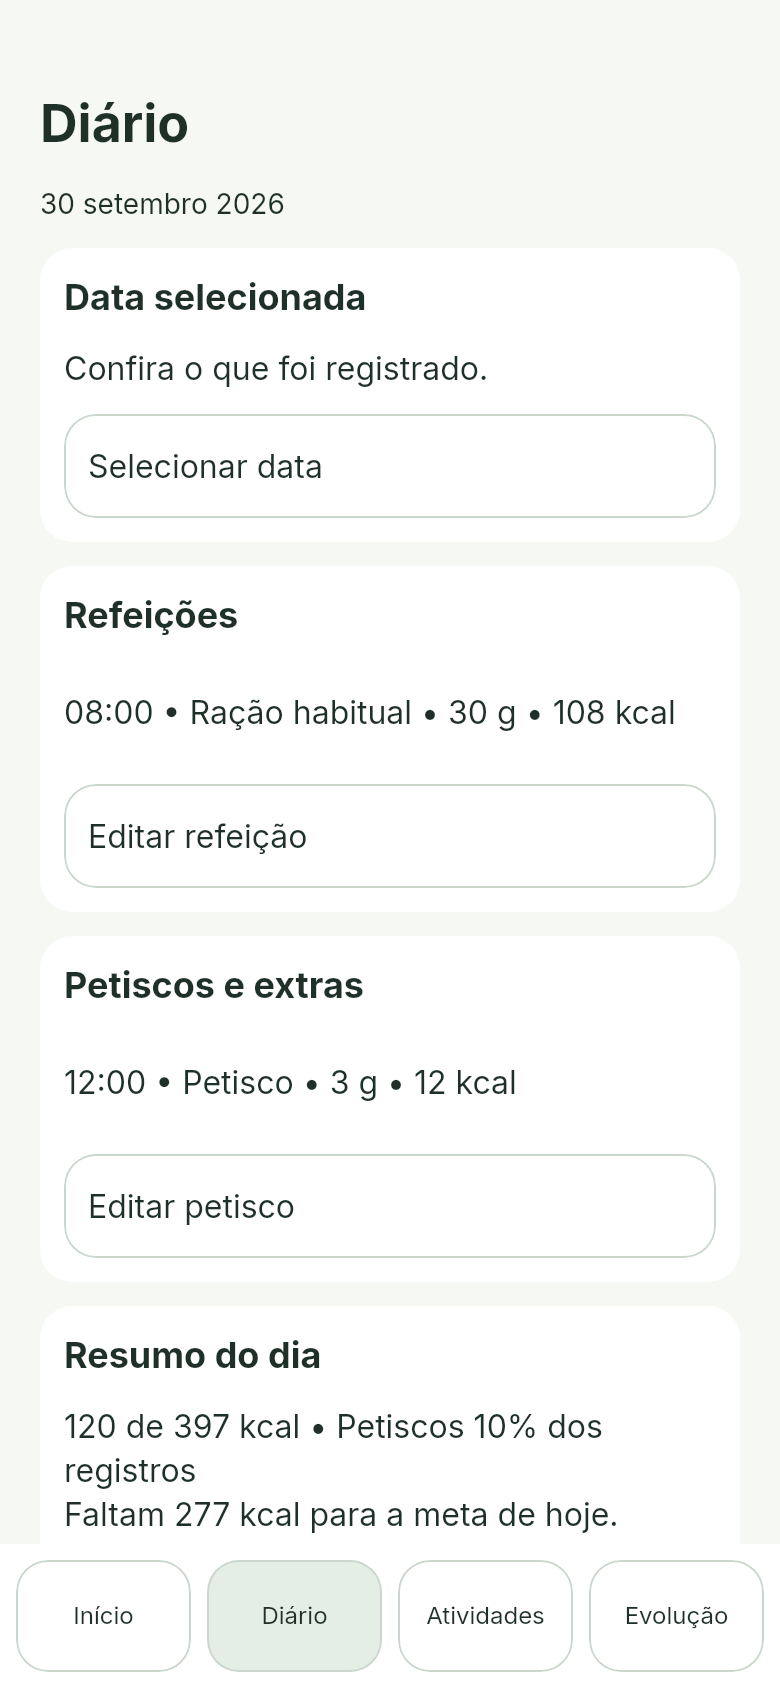 Diário
30 setembro 2026
Data selecionada
Confira o que foi registrado.
Selecionar data
Refeições
08:00 • Ração habitual • 30 g • 108 kcal
Editar refeição
Petiscos e extras
12:00 • Petisco • 3 g • 12 kcal
Editar petisco
Resumo do dia
120 de 397 kcal • Petiscos 10% dos
registros
Faltam 277 kcal para a meta de hoje.
Início
Diário
Atividades
Evolução